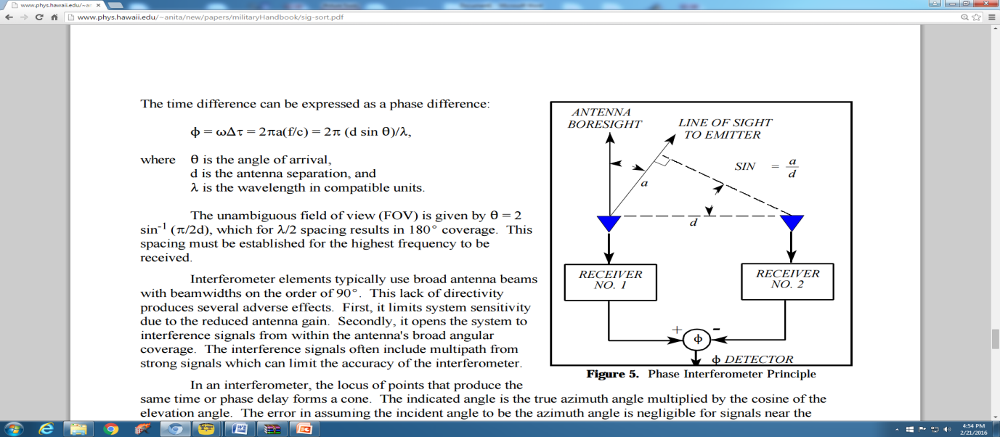 www.phys.hawaii.edu/~an
www.phys.hawaii.edu/~anita/new/papers/militaryHandbook/sig-sort.pdf
The time difference can be expressed as a phase difference:
ϕ = ωΔτ = 2πa(f/c) = 2π (d sin θ)/λ,
where θ is the angle of arrival,
d is the antenna separation, and
λ is the wavelength in compatible units.
The unambiguous field of view (FOV) is given by θ = 2
sin⁻¹ (π/2d), which for λ/2 spacing results in 180° coverage. This
spacing must be established for the highest frequency to be
received.
Interferometer elements typically use broad antenna beams
with beamwidths on the order of 90°. This lack of directivity
produces several adverse effects. First, it limits system sensitivity
due to the reduced antenna gain. Secondly, it opens the system to
interference signals from within the antenna's broad angular
coverage. The interference signals often include multipath from
strong signals which can limit the accuracy of the interferometer.
ANTENNA
BORESIGHT
LINE OF SIGHT
TO EMITTER
SIN = a/d
a
d
RECEIVER
NO. 1
RECEIVER
NO. 2
+
-
ϕ
ϕ DETECTOR
Figure 5. Phase Interferometer Principle
In an interferometer, the locus of points that produce the
same time or phase delay forms a cone. The indicated angle is the true azimuth angle multiplied by the cosine of the
elevation angle. The error in assuming the incident angle to be the azimuth angle is negligible for signals near the
4:54 PM
2/21/2016